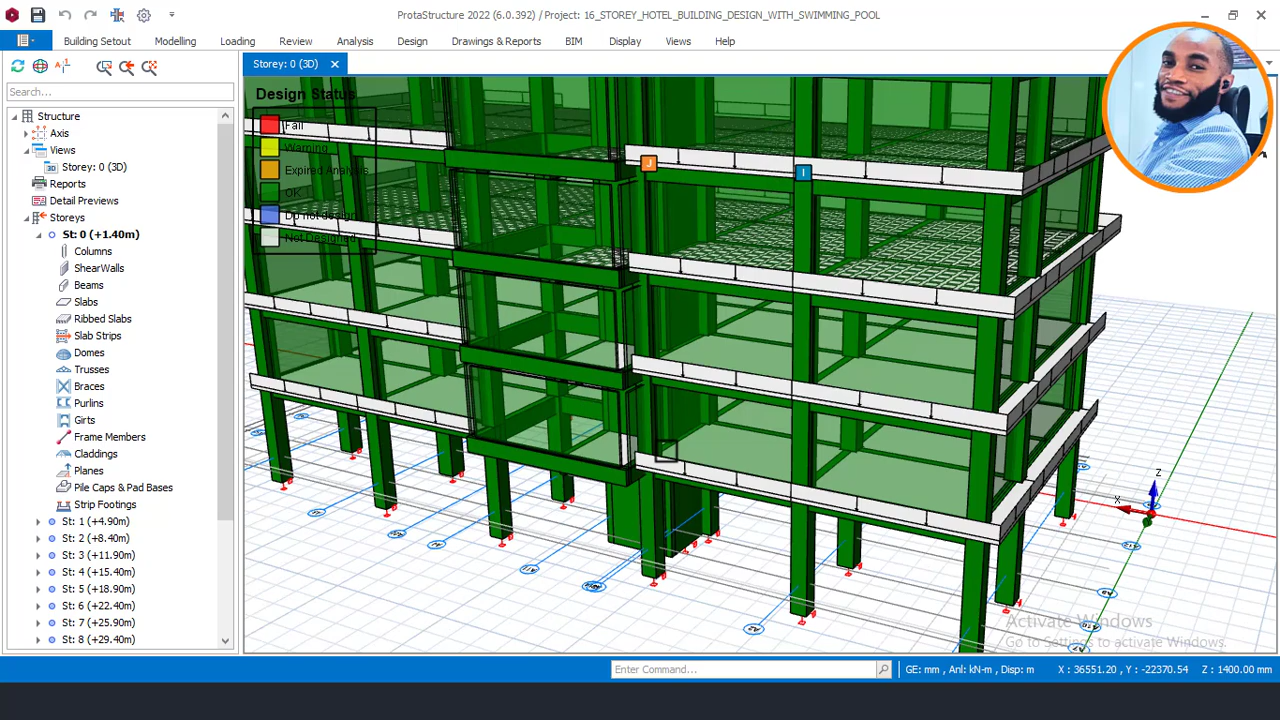 ProtaStructure 2022 (6.0.392) / Project: 16_STOREY_HOTEL_BUILDING_DESIGN_WITH_SWIMMING_POOL
Building Setout Modelling Loading Review Analysis Design Drawings & Reports BIM Display Views Help
Storey: 0 (3D)
Search...
Structure
Axis
Views
Storey: 0 (3D)
Reports
Detail Previews
Storeys
St: 0 (+1.40m)
Columns
ShearWalls
Beams
Slabs
Ribbed Slabs
Slab Strips
Domes
Trusses
Braces
Purlins
Girts
Frame Members
Claddings
Planes
Pile Caps & Pad Bases
Strip Footings
St: 1 (+4.90m)
St: 2 (+8.40m)
St: 3 (+11.90m)
St: 4 (+15.40m)
St: 5 (+18.90m)
St: 6 (+22.40m)
St: 7 (+25.90m)
St: 8 (+29.40m)
Design Status
Fail
Warning
Expired Analysis
OK
Do not design
Not Designed
J
I
Z
X
Activate Windows
Go to Settings to activate Windows.
Enter Command...
GE: mm , Anl: kN-m , Disp: m
X : 36551.20 , Y : -22370.54
Z : 1400.00 mm